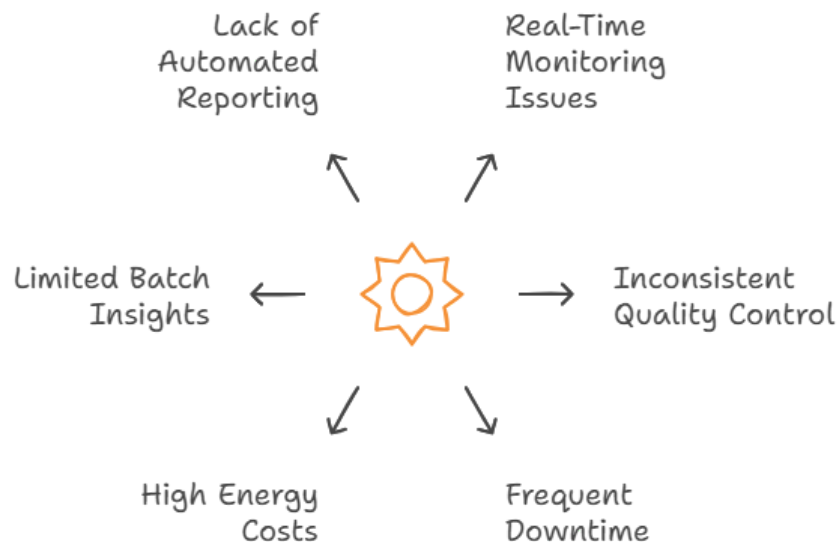 Lack of
Automated
Reporting
Real-Time
Monitoring
Issues
Limited Batch
Insights
Inconsistent
Quality Control
High Energy
Costs
Frequent
Downtime